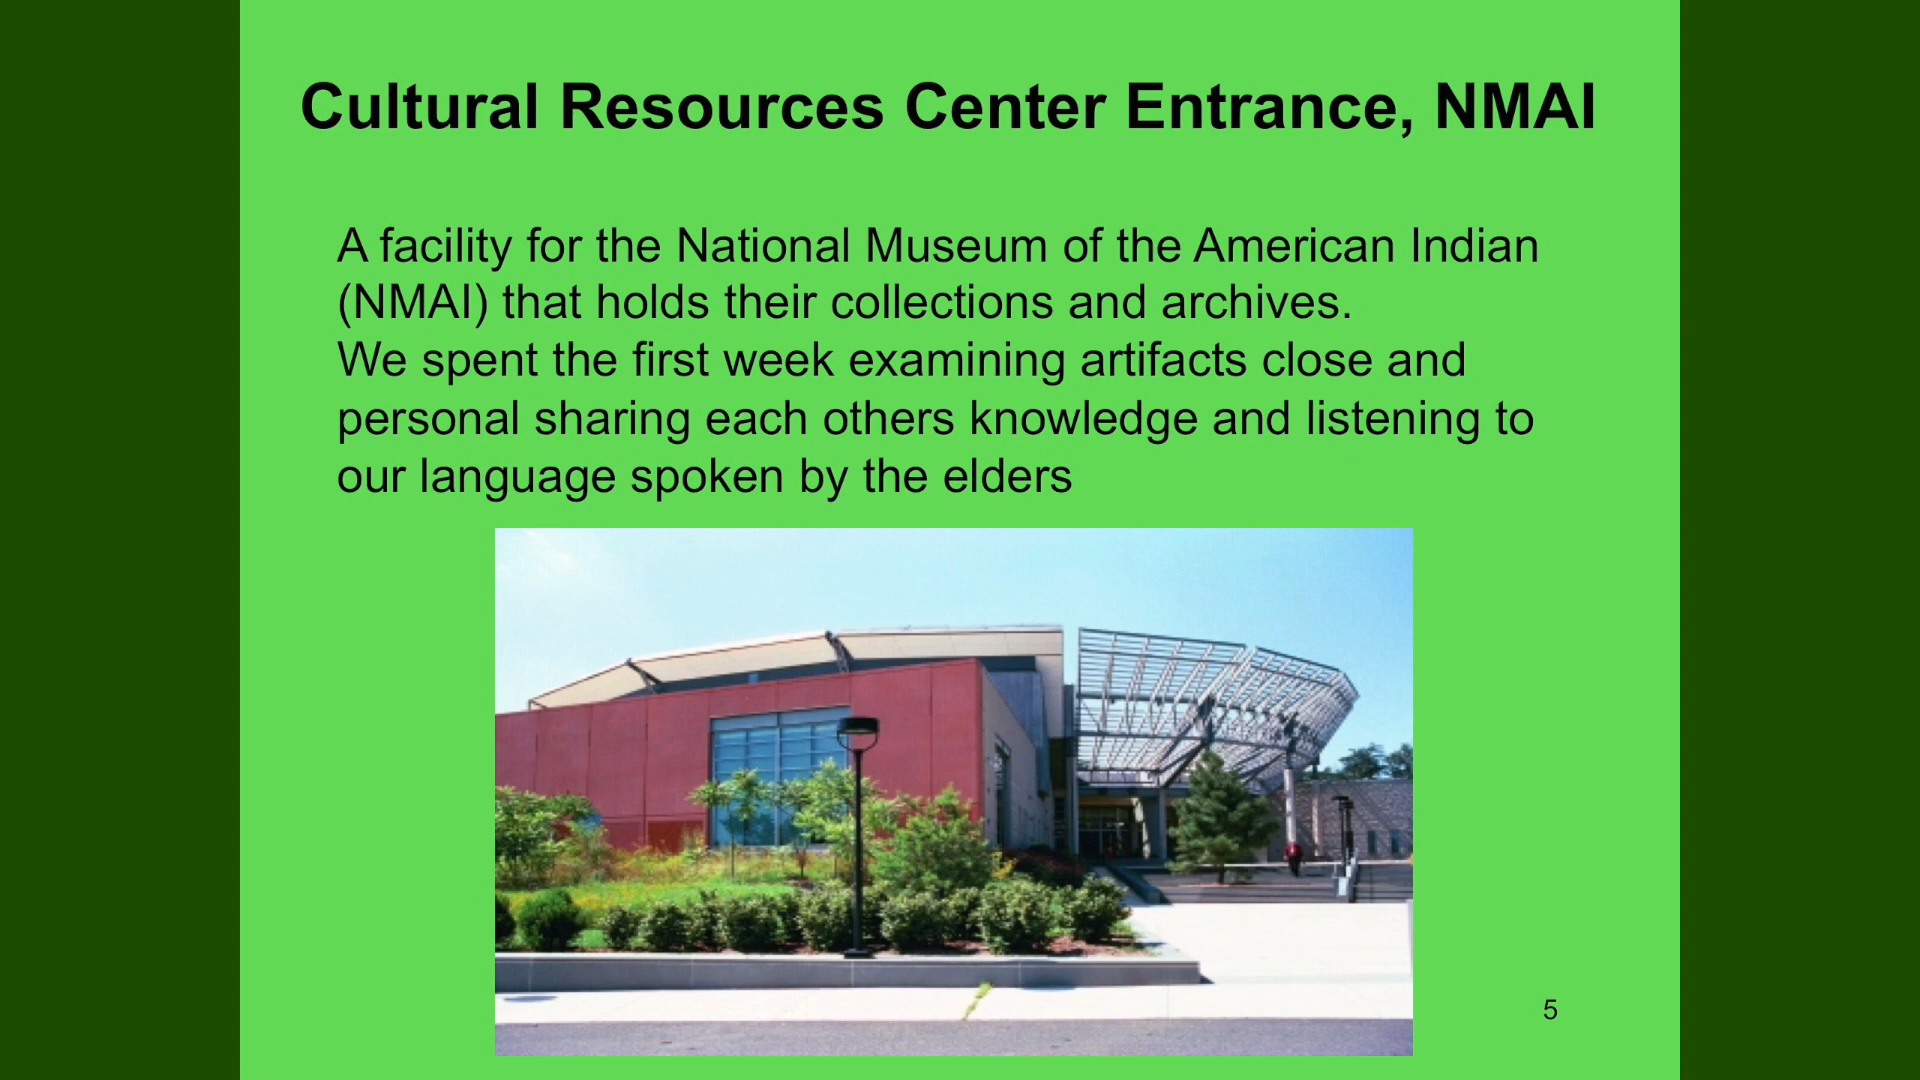 Cultural Resources Center Entrance, NMAI
A facility for the National Museum of the American Indian
(NMAI) that holds their collections and archives.
We spent the first week examining artifacts close and
personal sharing each others knowledge and listening to
our language spoken by the elders
5